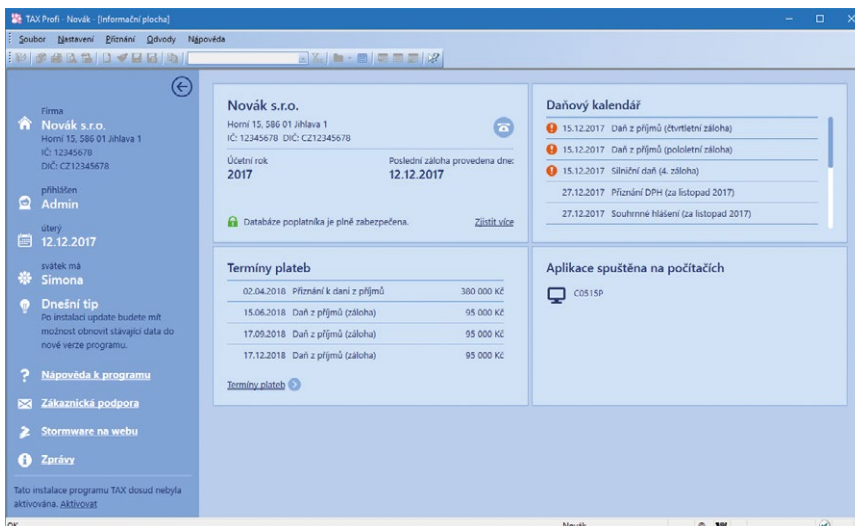 TAX Profi - Novák - [Informační plocha]
Soubor Nastavení Přiznání Odvody Nápověda
Firma
Novák s.r.o.
Horní 15, 586 01 Jihlava 1
IČ: 12345678
DIČ: CZ12345678
přihlášen
Admin
úterý
12.12.2017
svátek má
Simona
Dnešní tip
Po instalaci update budete mít
možnost obnovit stávající data do
nové verze programu.
Nápověda k programu
Zákaznická podpora
Stormware na webu
Zprávy
Tato instalace programu TAX dosud nebyla
aktivována. Aktivovat
Novák s.r.o.
Horní 15, 586 01 Jihlava 1
IČ: 12345678 DIČ: CZ12345678
Účetní rok Poslední záloha provedena dne:
2017 12.12.2017
Databáze poplatníka je plně zabezpečena. Zjistit více
Daňový kalendář
15.12.2017 Daň z příjmů (čtvrtletní záloha)
15.12.2017 Daň z příjmů (pololetní záloha)
15.12.2017 Silniční daň (4. záloha)
27.12.2017 Přiznání DPH (za listopad 2017)
27.12.2017 Souhrnné hlášení (za listopad 2017)
Termíny plateb
02.04.2018 Přiznání k dani z příjmů 380 000 Kč
15.06.2018 Daň z příjmů (záloha) 95 000 Kč
17.09.2018 Daň z příjmů (záloha) 95 000 Kč
17.12.2018 Daň z příjmů (záloha) 95 000 Kč
Termíny plateb
Aplikace spuštěna na počítačích
C0515P
OK Novák